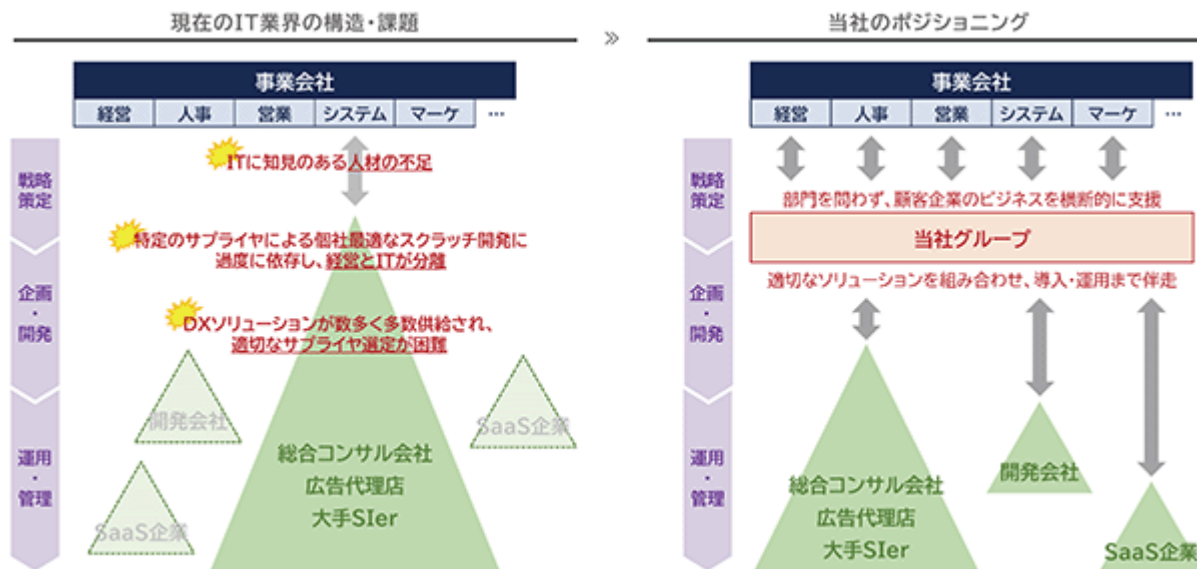 現在のIT業界の構造・課題
事業会社
経営
人事
営業
システム
マーケ
…
戦略
策定
企画
・
開発
運用
・
管理
ITに知見のある人材の不足
特定のサプライヤによる個社最適なスクラッチ開発に
過度に依存し、経営とITが分離
DXソリューションが数多く多数供給され、
適切なサプライヤ選定が困難
開発会社
SaaS企業
SaaS企業
総合コンサル会社
広告代理店
大手SIer
»
当社のポジショニング
事業会社
経営
人事
営業
システム
マーケ
…
戦略
策定
企画
・
開発
運用
・
管理
部門を問わず、顧客企業のビジネスを横断的に支援
当社グループ
適切なソリューションを組み合わせ、導入・運用まで伴走
総合コンサル会社
広告代理店
大手SIer
開発会社
SaaS企業